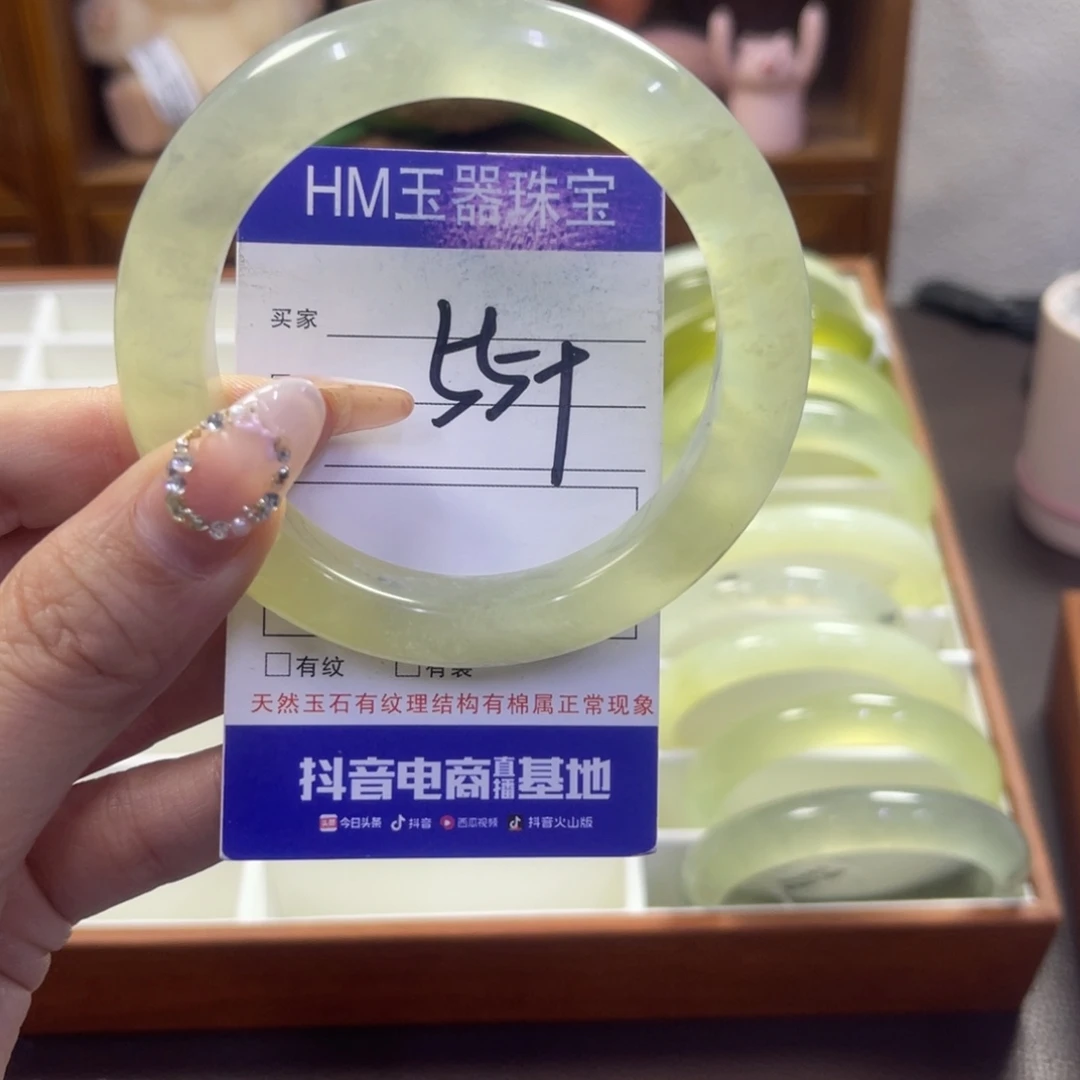 HM玉器珠宝
买家
有纹
天然玉石有纹理结构有棉属正常现象
抖音电商直播基地
今日头条 抖音 西瓜视频 抖音火山版